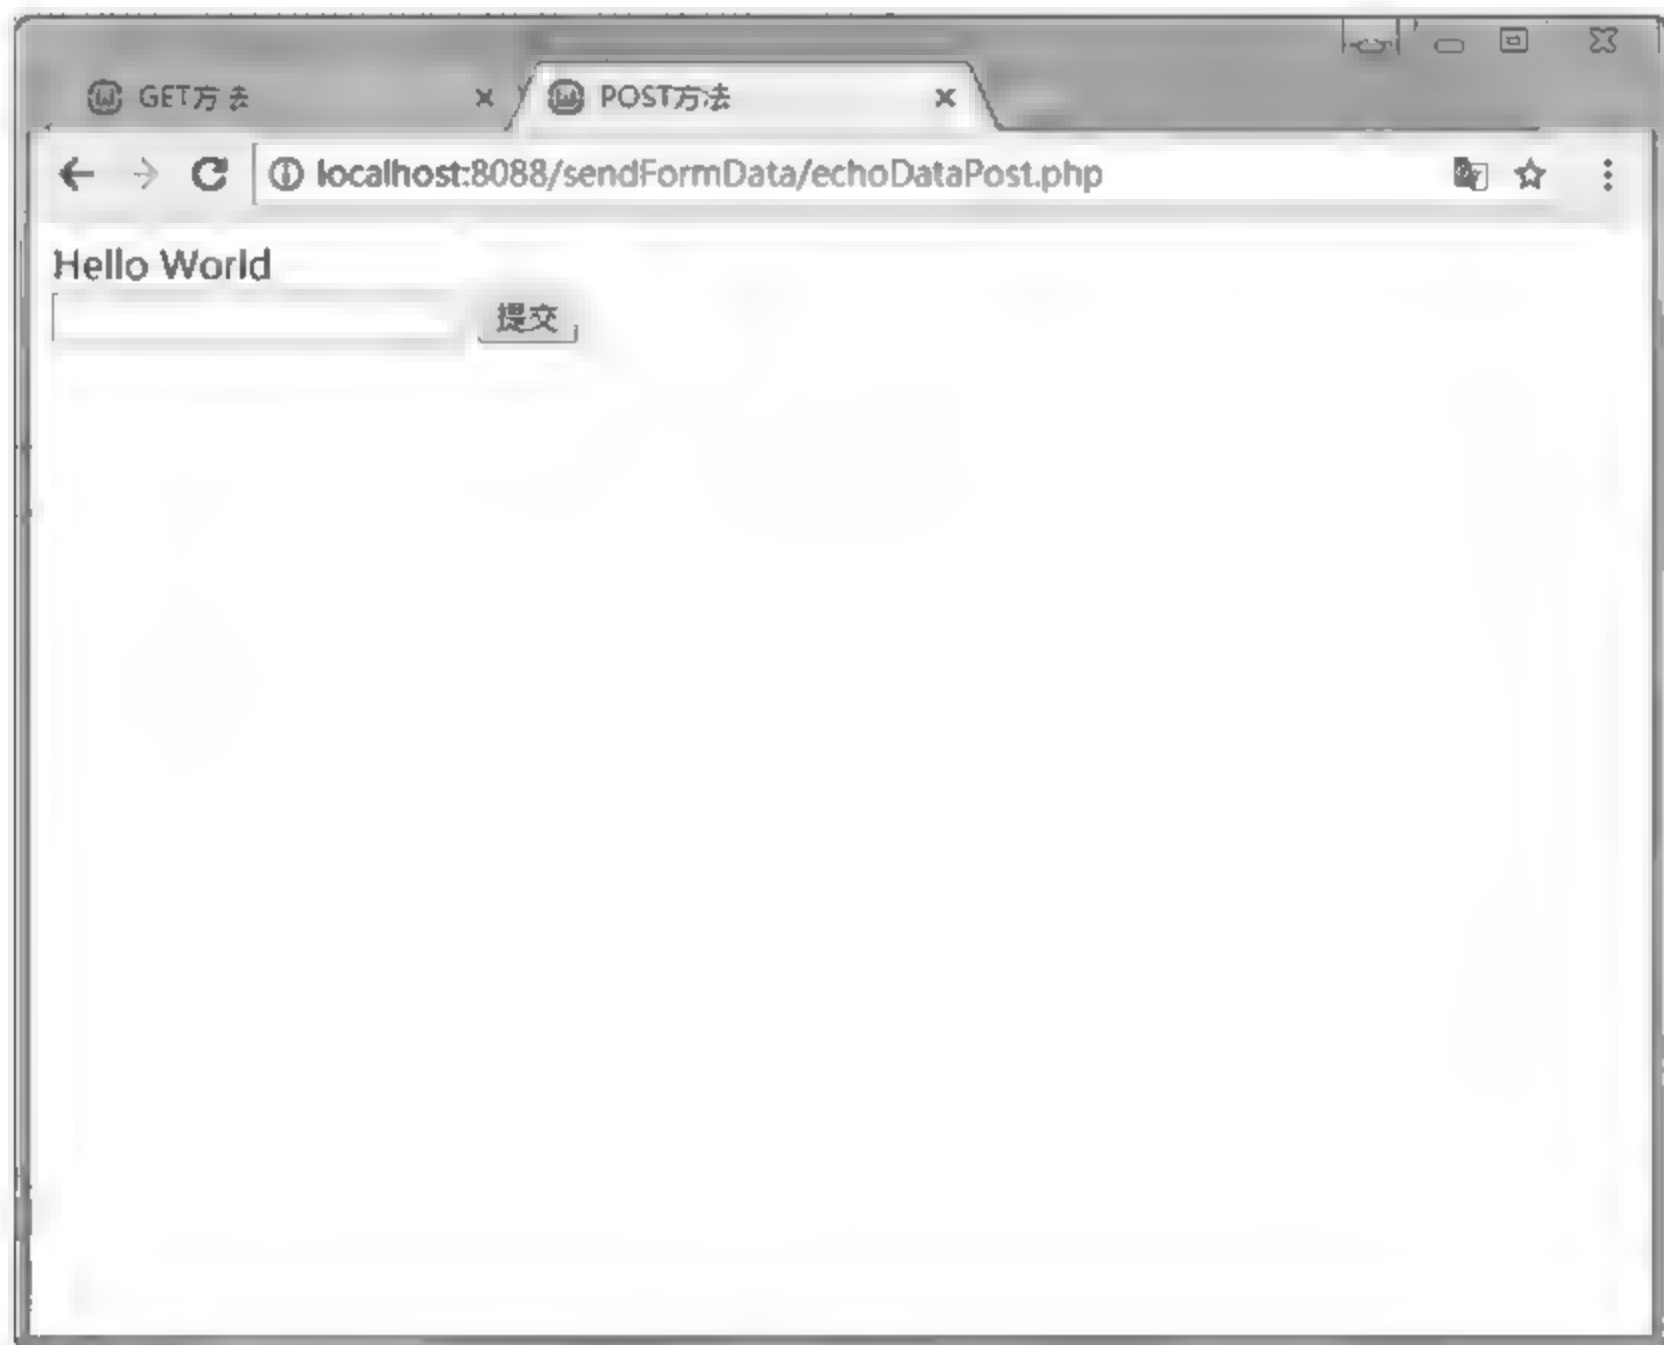 GET方法
POST方法
localhost:8088/sendFormData/echoDataPost.php
Hello World
提交